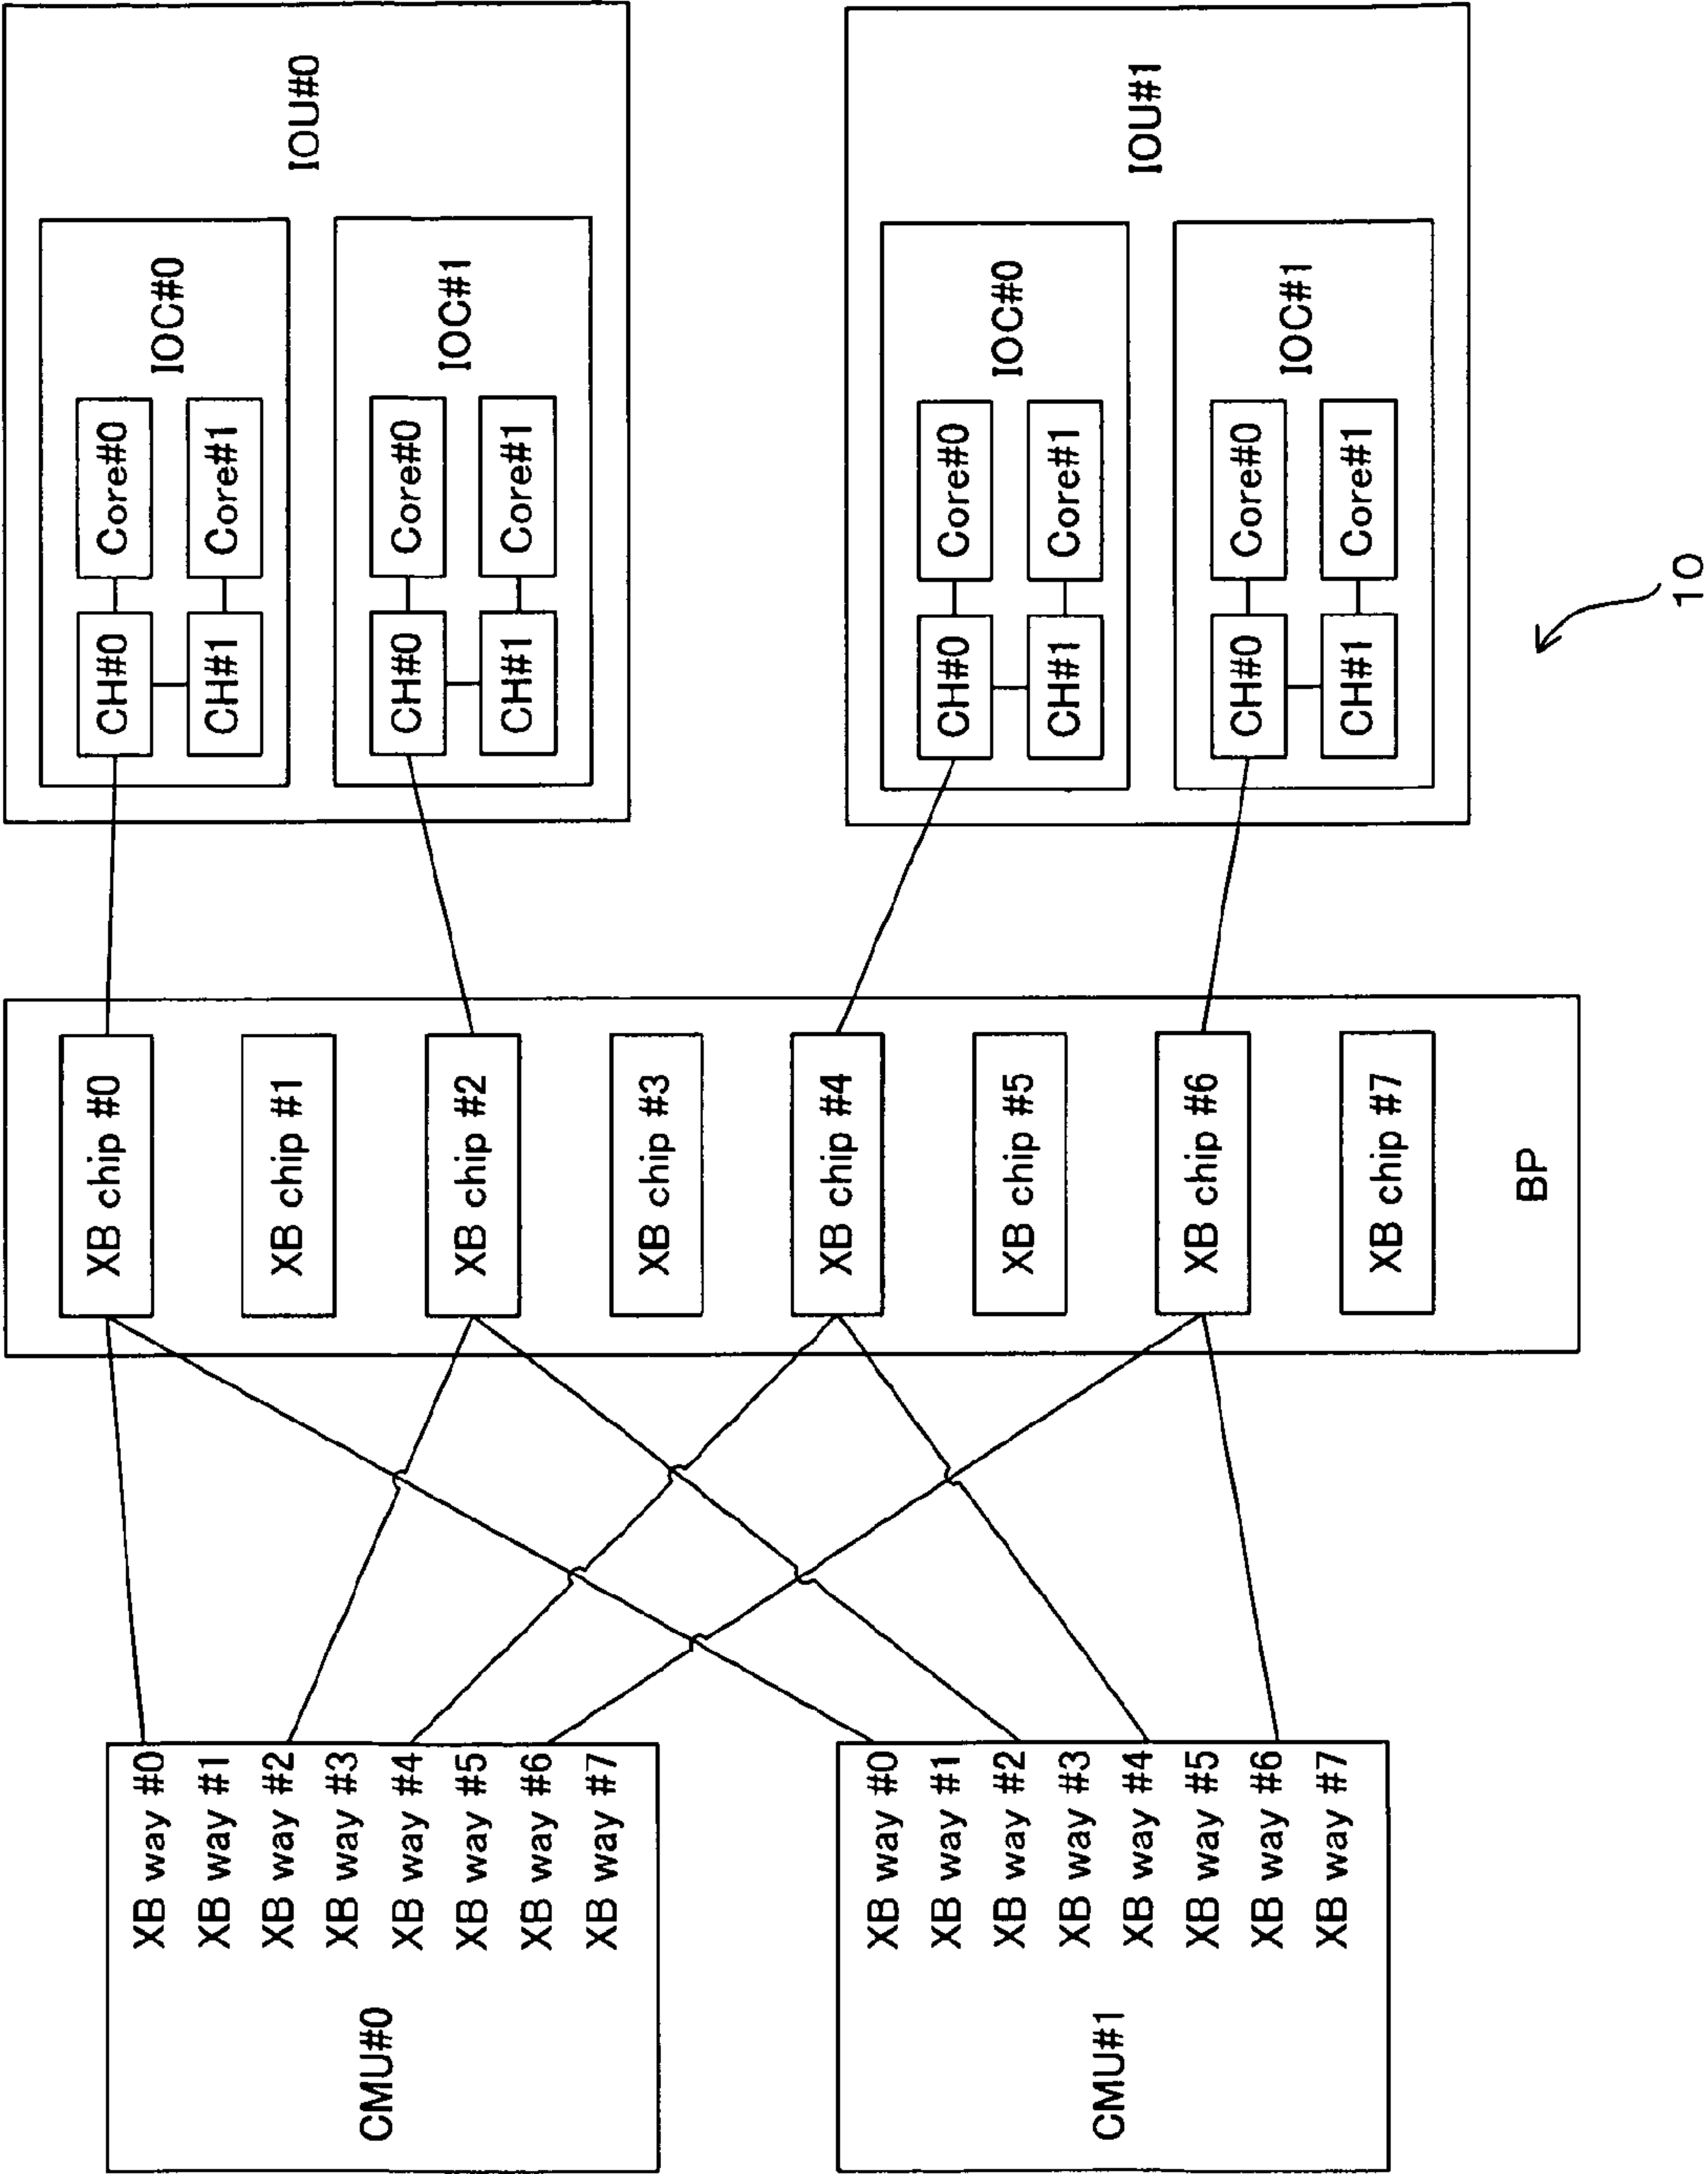 CMU#0
XB way #0
XB way #1
XB way #2
XB way #3
XB way #4
XB way #5
XB way #6
XB way #7
CMU#1
XB way #0
XB way #1
XB way #2
XB way #3
XB way #4
XB way #5
XB way #6
XB way #7
XB chip #0
XB chip #1
XB chip #2
XB chip #3
XB chip #4
XB chip #5
XB chip #6
XB chip #7
BP
IOU#0
IOC#0
CH#0
Core#0
CH#1
Core#1
IOC#1
CH#0
Core#0
CH#1
Core#1
IOU#1
IOC#0
CH#0
Core#0
CH#1
Core#1
IOC#1
CH#0
Core#0
CH#1
Core#1
10